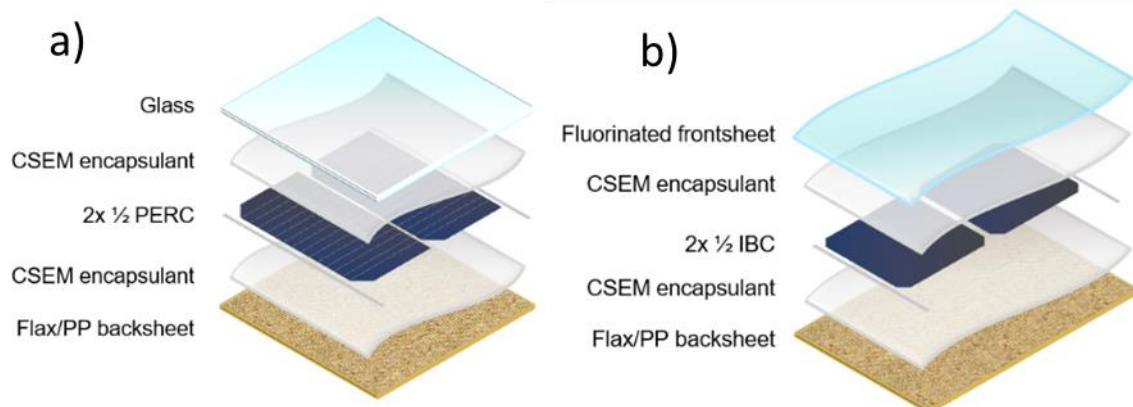 a)
Glass
CSEM encapsulant
2x ½ PERC
CSEM encapsulant
Flax/PP backsheet
b)
Fluorinated frontsheet
CSEM encapsulant
2x ½ IBC
CSEM encapsulant
Flax/PP backsheet